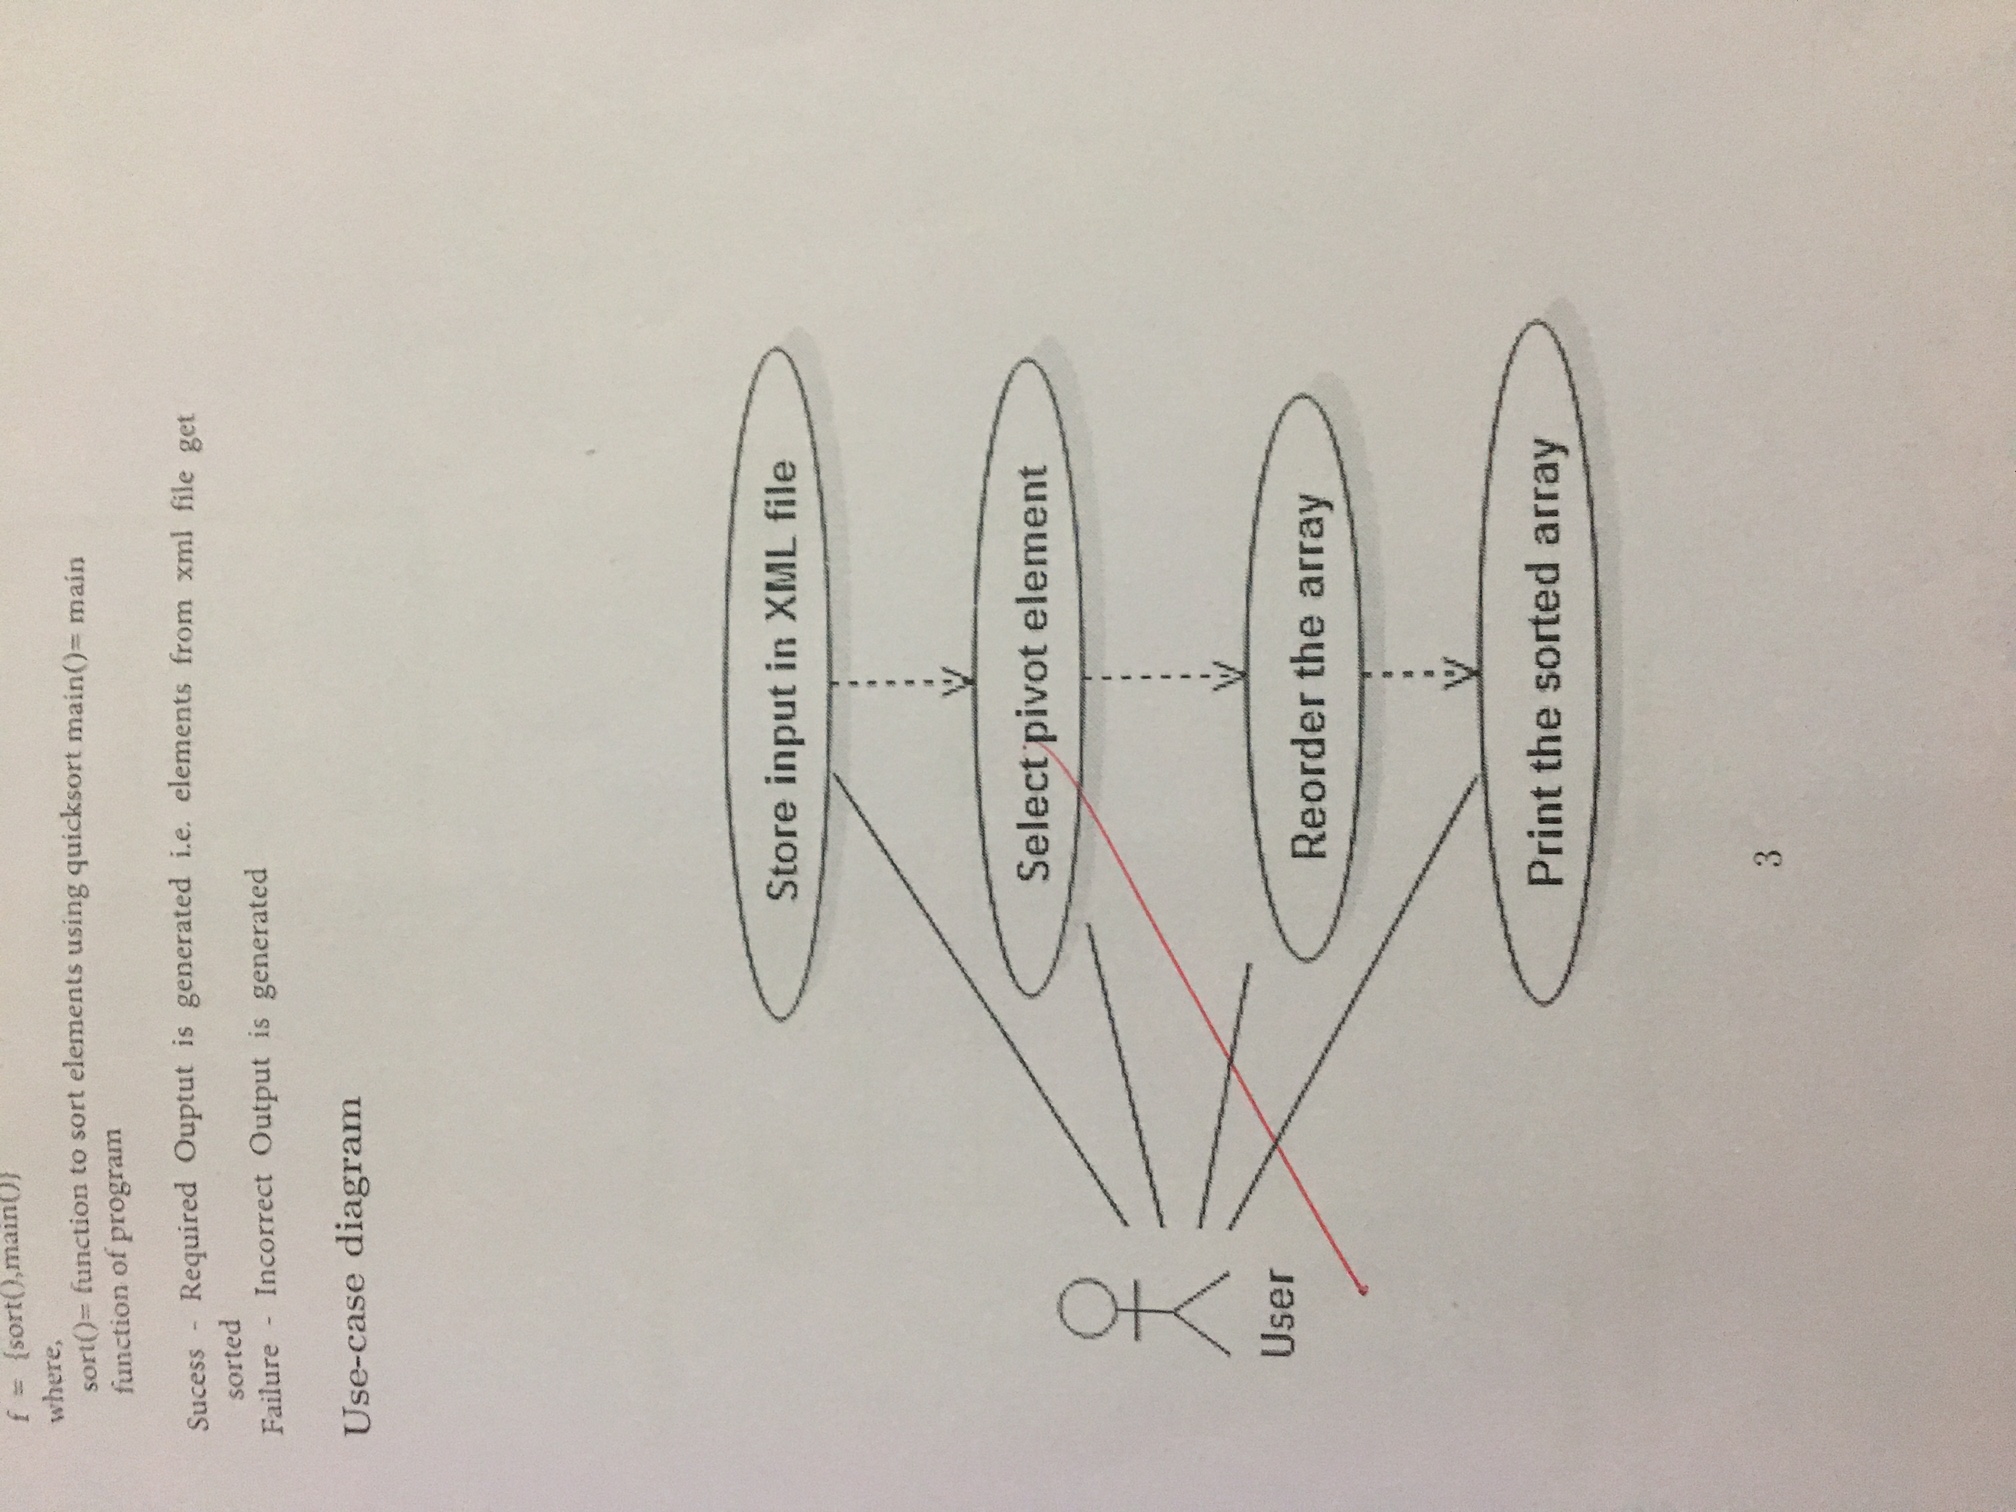 f = {sort(),main()}
where,
sort()= function to sort elements using quicksort main()= main
function of program
Sucess - Required Ouptut is generated i.e. elements from xml file get
sorted
Failure - Incorrect Output is generated
Use-case diagram
Store input in XML file
Select pivot element
User
Reorder the array
Print the sorted array
3